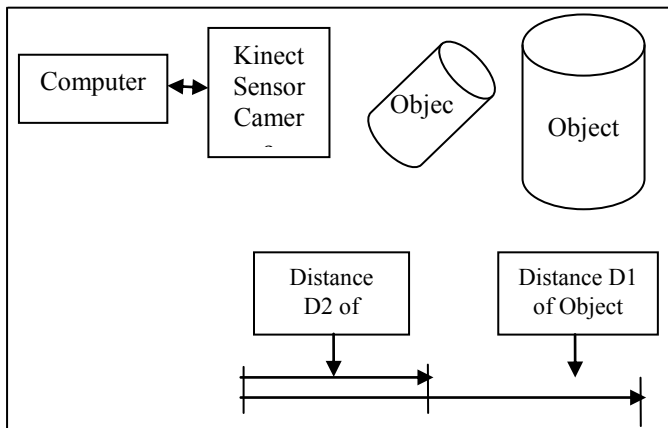 Computer
Kinect
Sensor
Camer
Objec
Object
Distance
D2 of
Distance D1
of Object